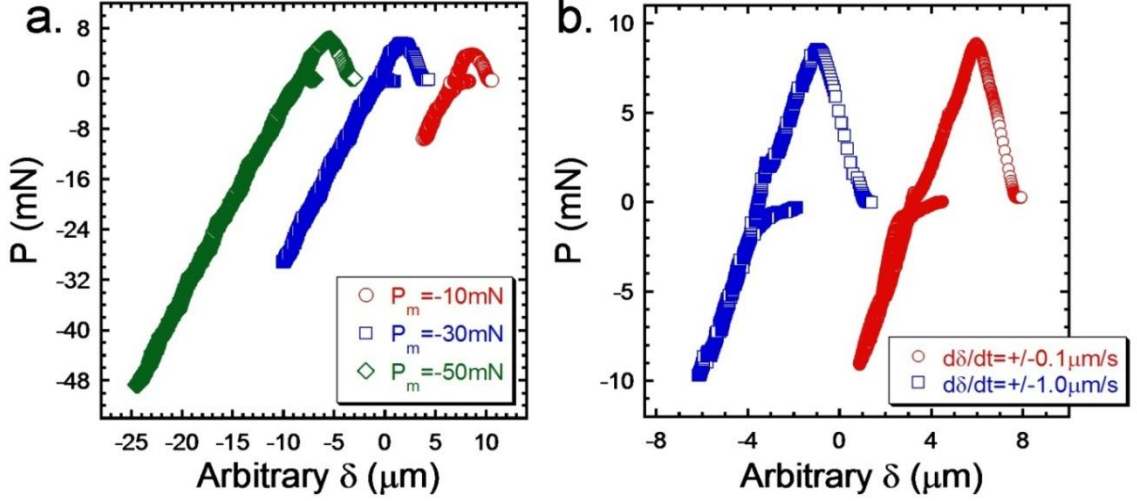 a.
P (mN)
8
0
-8
-16
-24
-32
-40
-48
P_m=-10mN
P_m=-30mN
P_m=-50mN
-25 -20 -15 -10 -5 0 5 10
Arbitrary δ (μm)
b.
P (mN)
10
5
0
-5
-10
dδ/dt=+/-0.1μm/s
dδ/dt=+/-1.0μm/s
-8 -4 0 4 8
Arbitrary δ (μm)